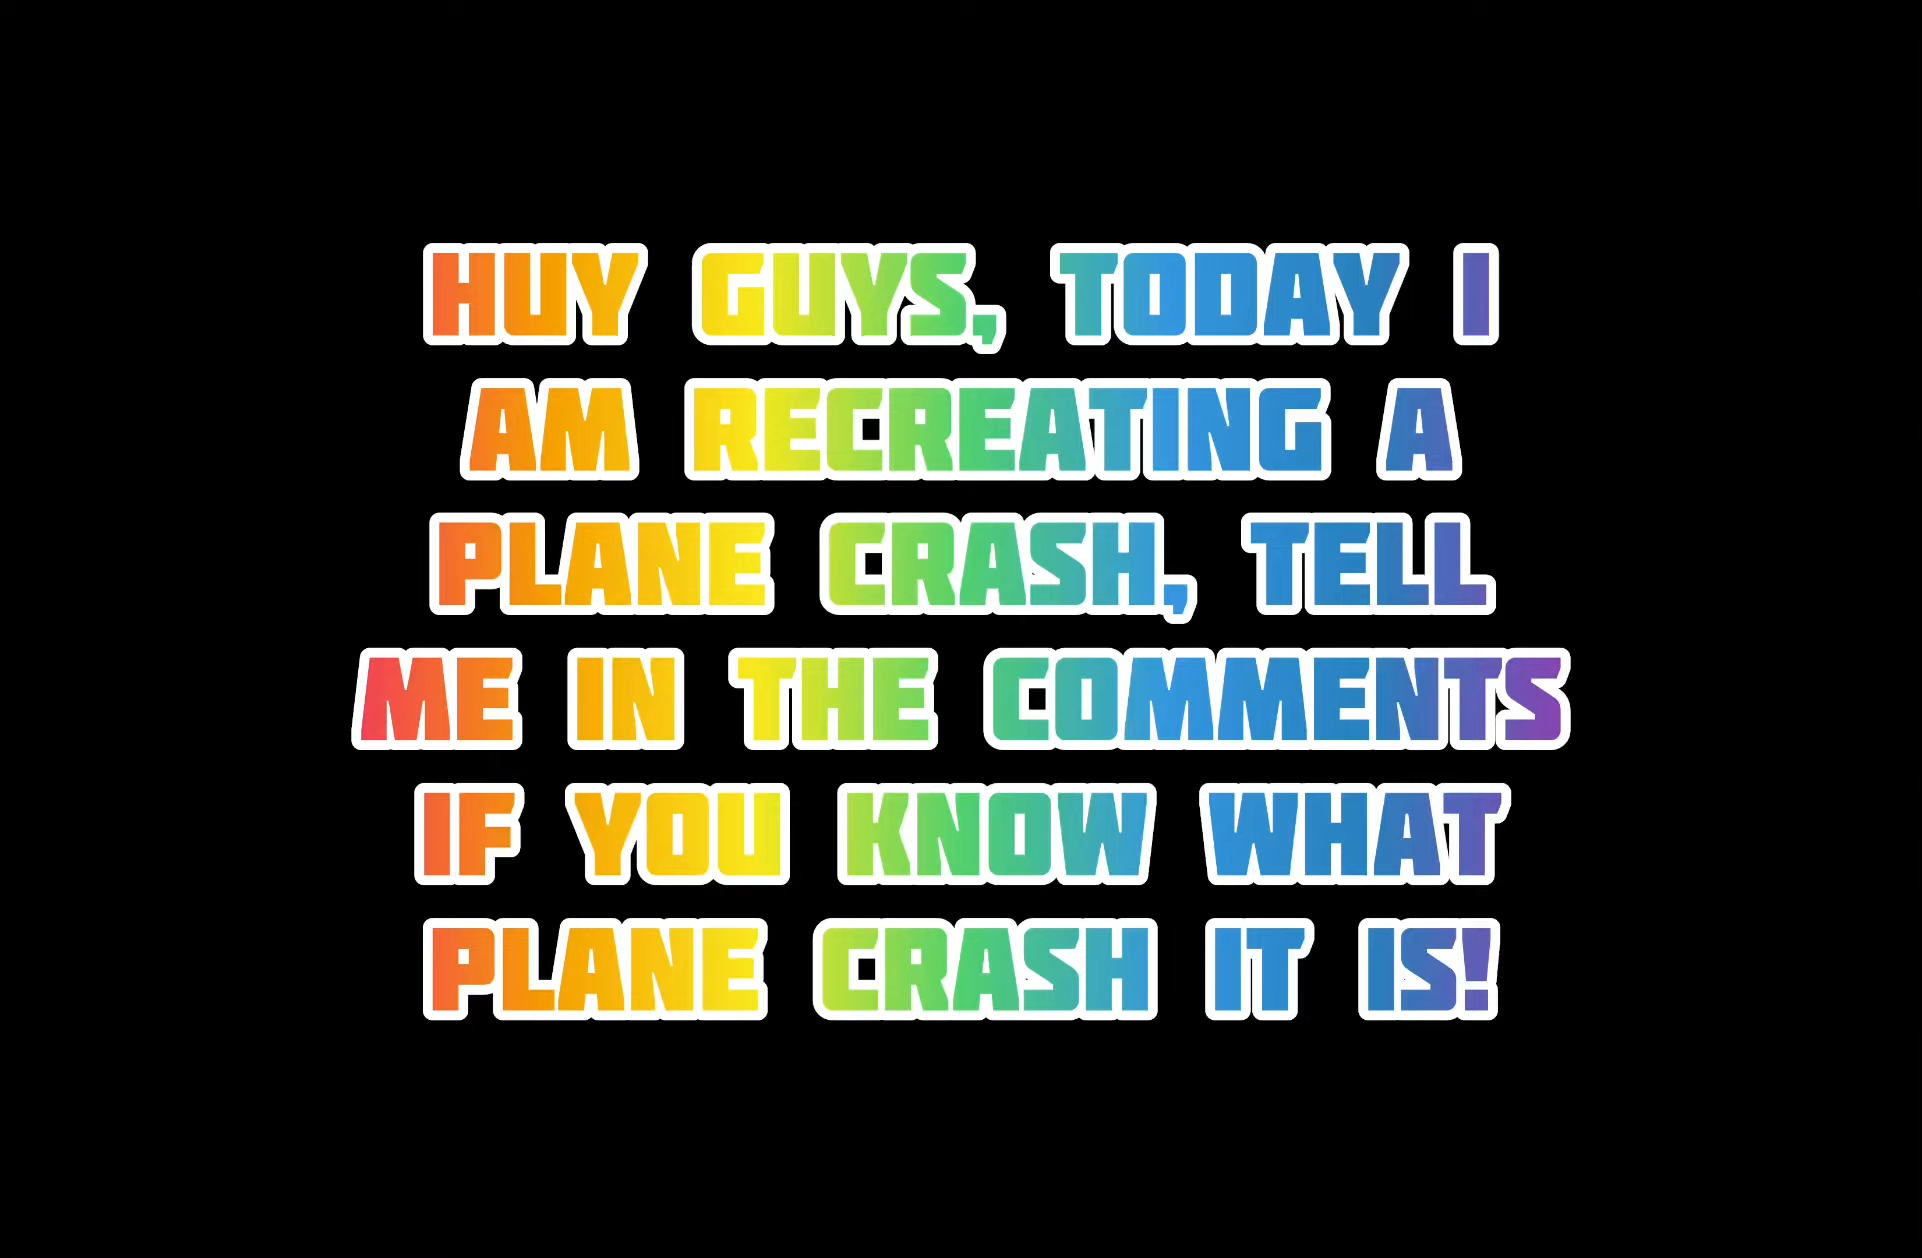 HUY GUYS, TODAY I
AM RECREATING A
PLANE CRASH, TELL
ME IN THE COMMENTS
IF YOU KNOW WHAT
PLANE CRASH IT IS!